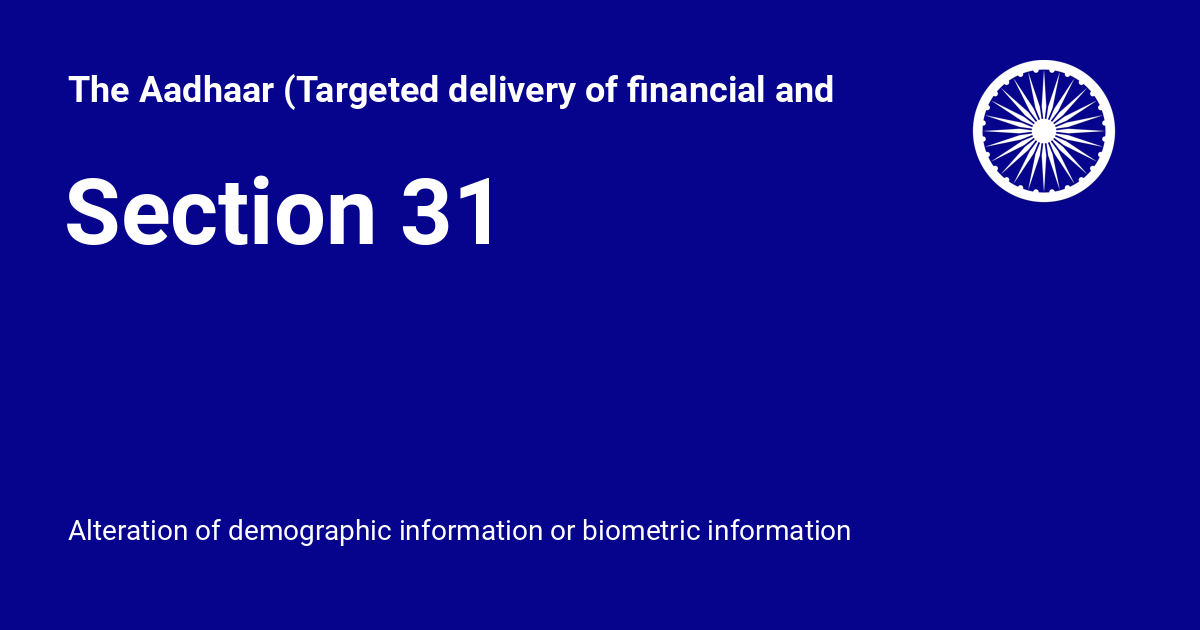 The Aadhaar (Targeted delivery of financial and
Section 31
Alteration of demographic information or biometric information